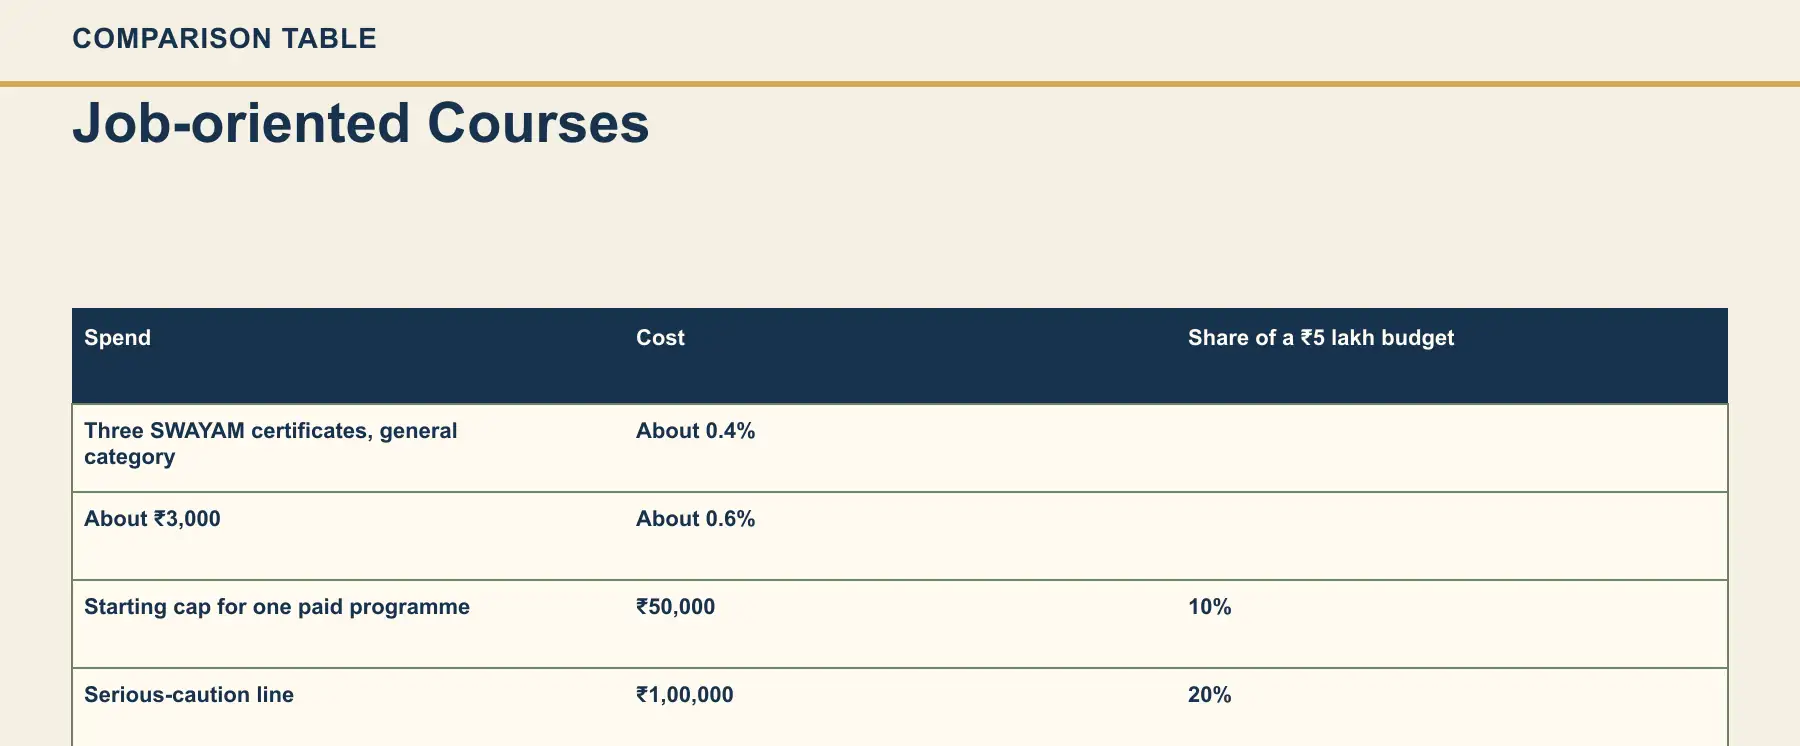 COMPARISON TABLE
Job-oriented Courses
Spend Cost Share of a ₹5 lakh budget
Three SWAYAM certificates, general
category
About 0.4%
About ₹3,000 About 0.6%
Starting cap for one paid programme ₹50,000 10%
Serious-caution line ₹1,00,000 20%